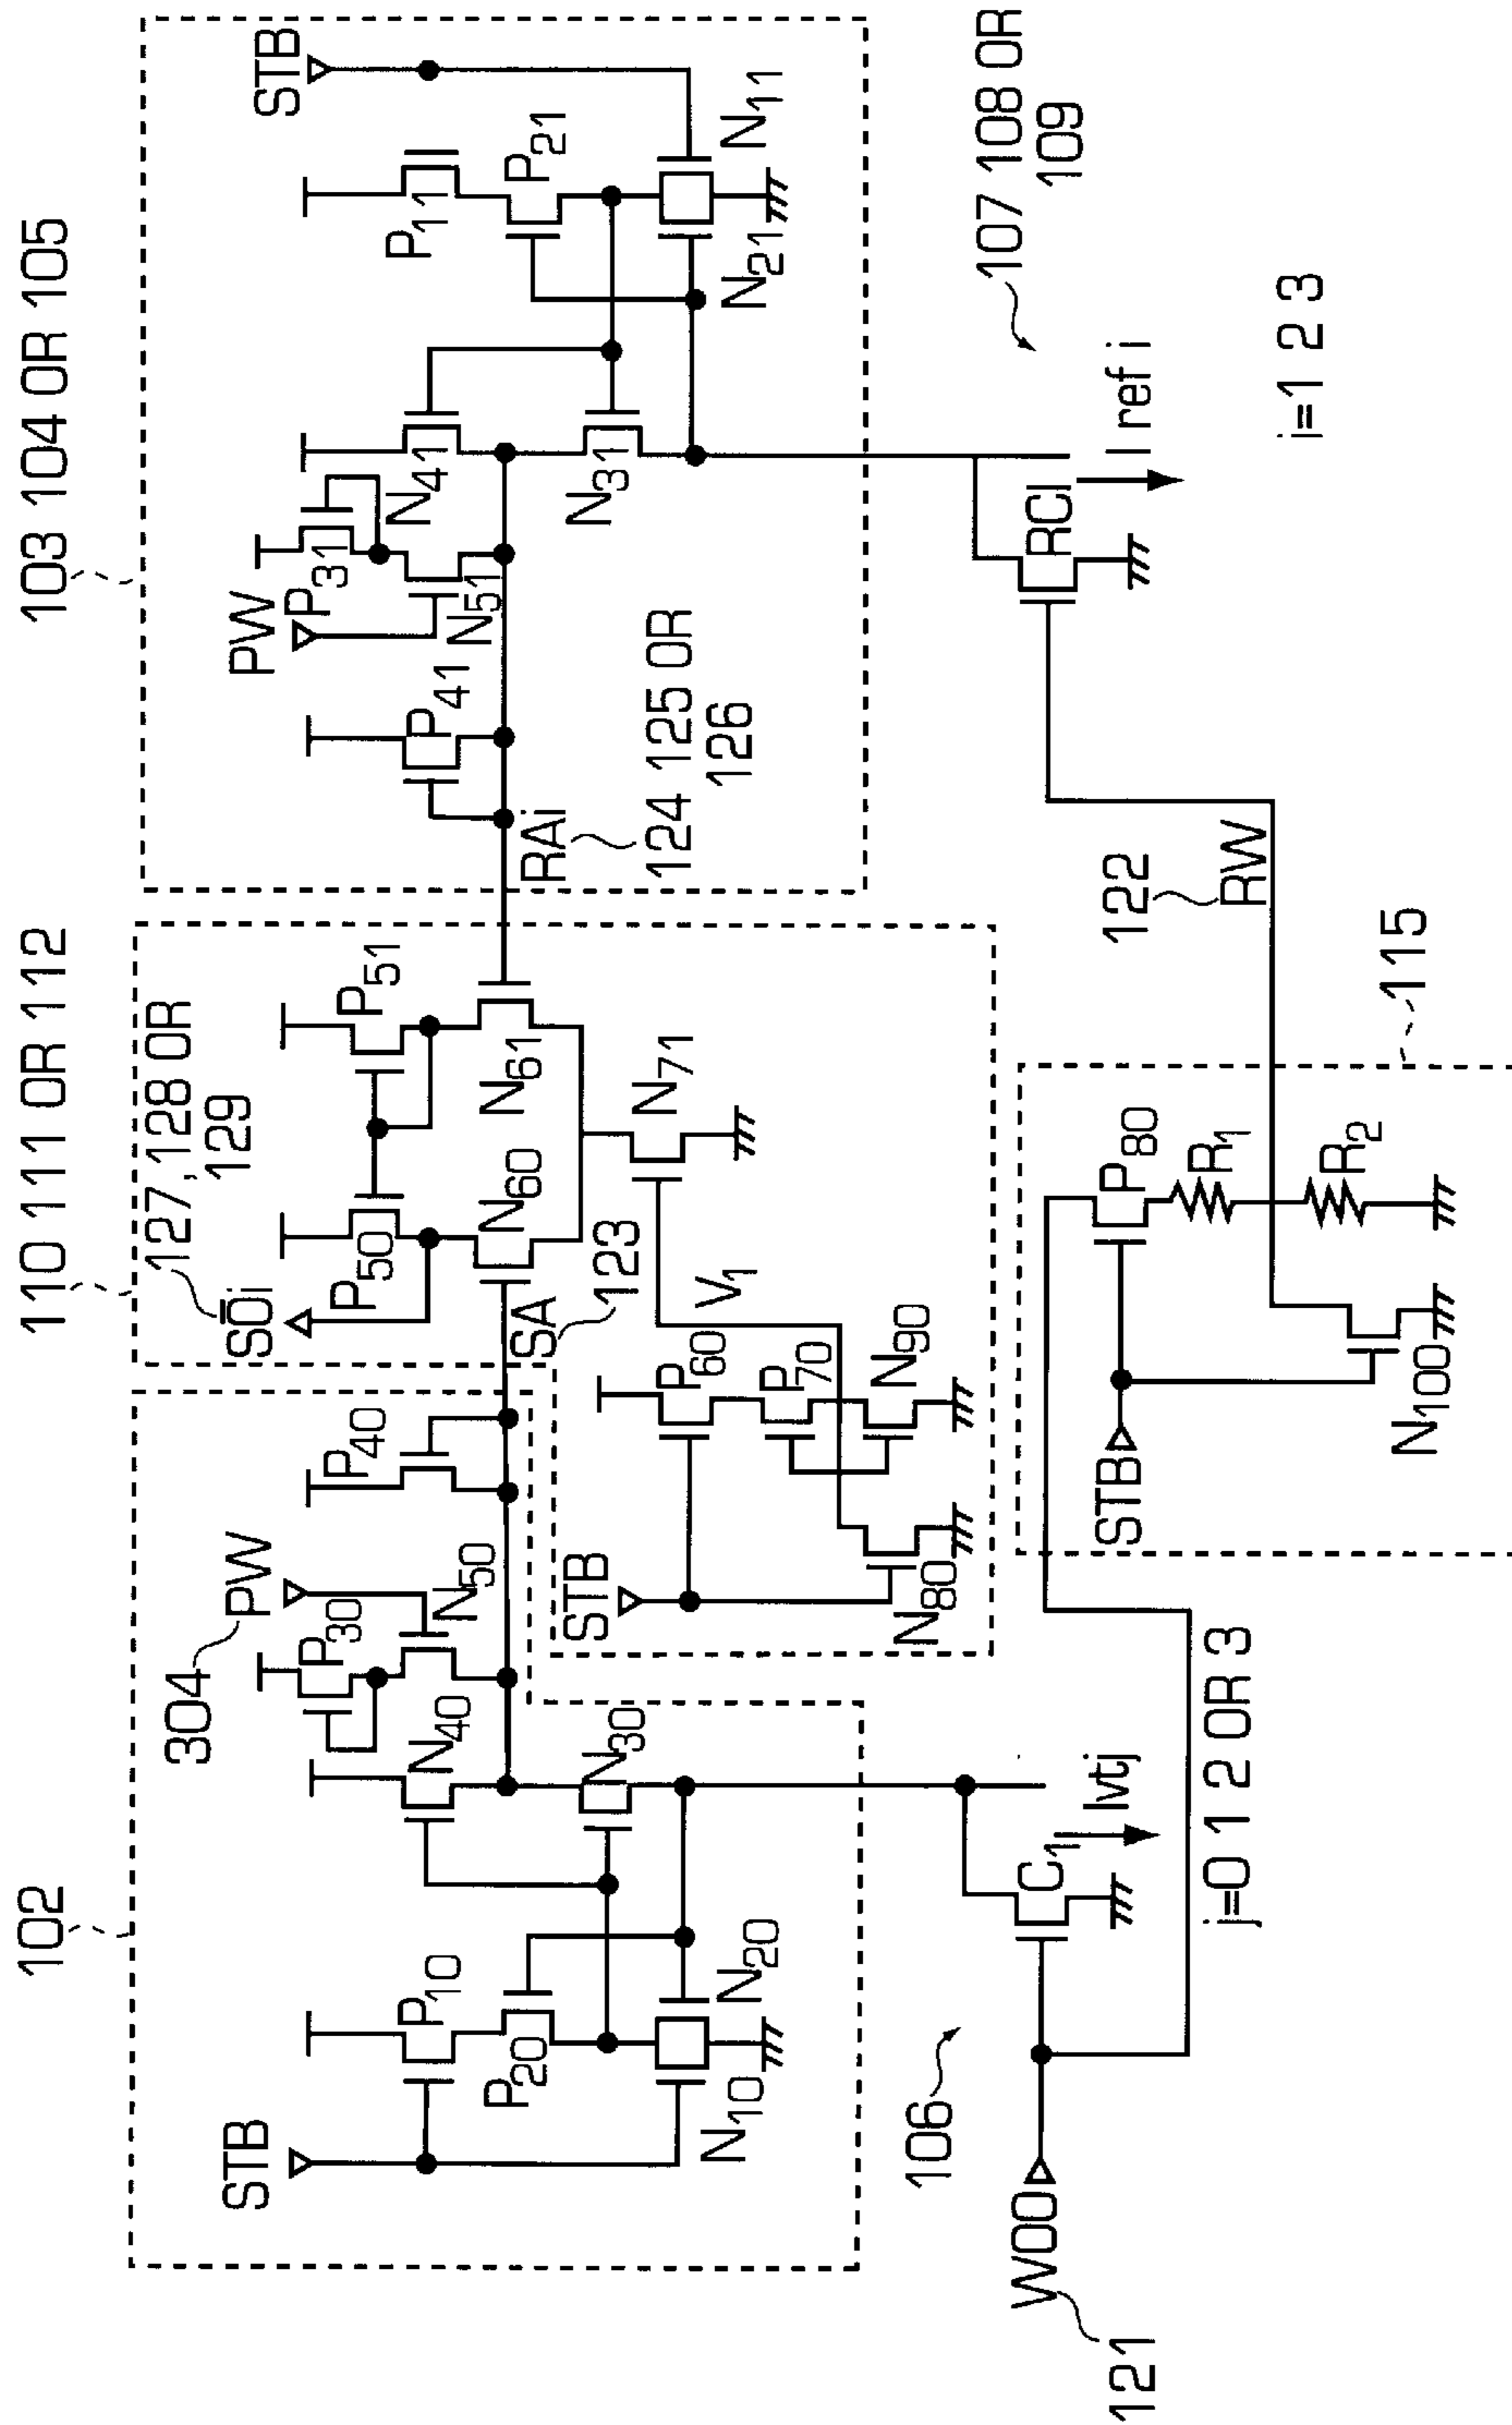 102
110 111 OR 112
103 104 OR 105
STB
P10
P20
N10
N20
N40
N30
304
PW
P30
N50
P40
SA
123
S̅O̅i
127, 128 OR
129
P50
P51
N60
N61
N71
V1
STB
P60
P70
N80
N90
RAi
124 125 OR
126
P41
PW
P31
N51
N41
N31
P11
P21
N21
N11
STB
106
W00
121
C1
Ivtj
j=0 1 2 OR 3
STB
P80
R1
R2
N100
115
122
RW
RCi
I ref i
107 108 OR
109
i=1 2 3